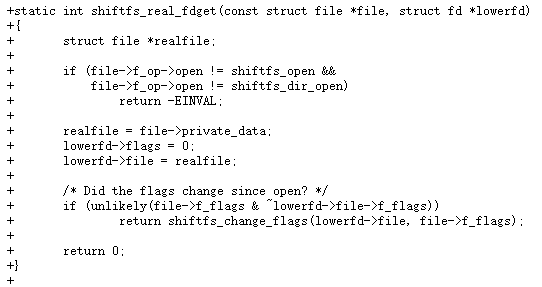 +static int shiftfs_real_fdget(const struct file *file, struct fd *lowerfd)
+{
+	struct file *realfile;
+
+	if (file->f_op->open != shiftfs_open &&
+	    file->f_op->open != shiftfs_dir_open)
+		return -EINVAL;
+
+	realfile = file->private_data;
+	lowerfd->flags = 0;
+	lowerfd->file = realfile;
+
+	/* Did the flags change since open? */
+	if (unlikely(file->f_flags & ~lowerfd->file->f_flags))
+		return shiftfs_change_flags(lowerfd->file, file->f_flags);
+
+	return 0;
+}
+